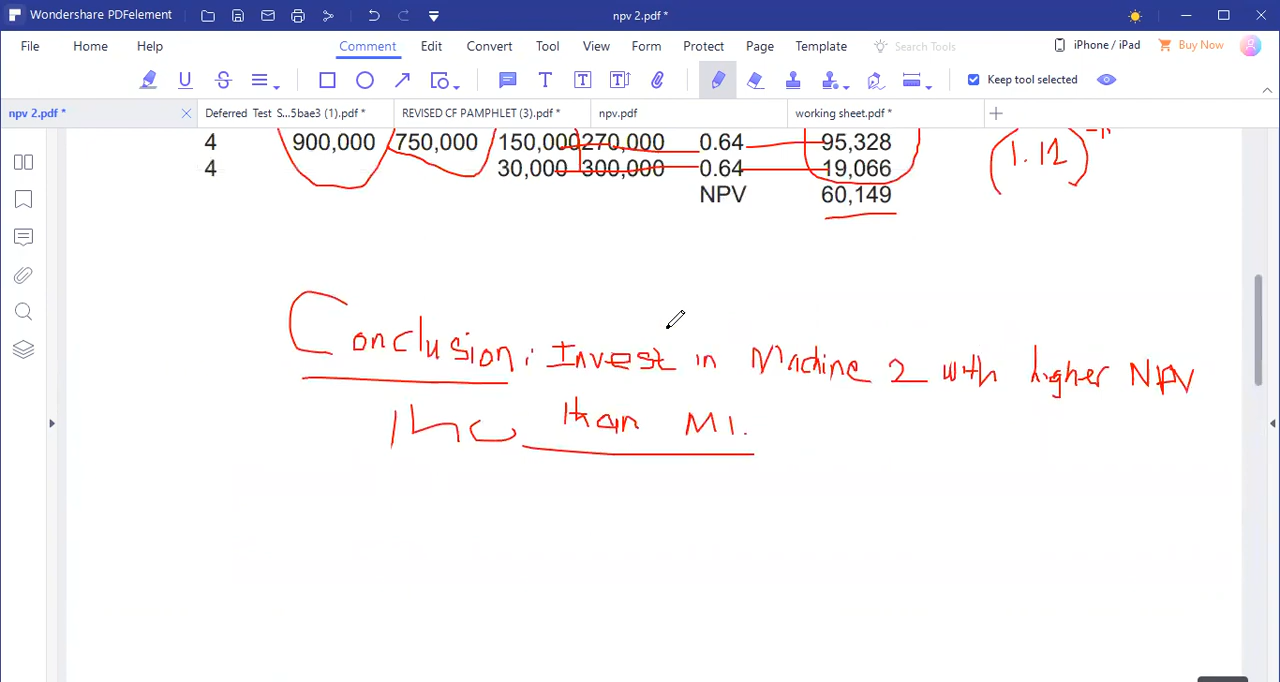 Wondershare PDFelement
npv 2.pdf *
File Home Help Comment Edit Convert Tool View Form Protect Page Template Search Tools iPhone / iPad Buy Now
Keep tool selected
npv 2.pdf * Deferred Test S...5bae3 (1).pdf * REVISED CF PAMPHLET (3).pdf * npv.pdf working sheet.pdf *
4 900,000 750,000 150,000 270,000 0.64 95,328
4 30,000 300,000 0.64 19,066
NPV 60,149
(1.12)
Conclusion: Invest in Machine 2 with higher NPV
than M1.